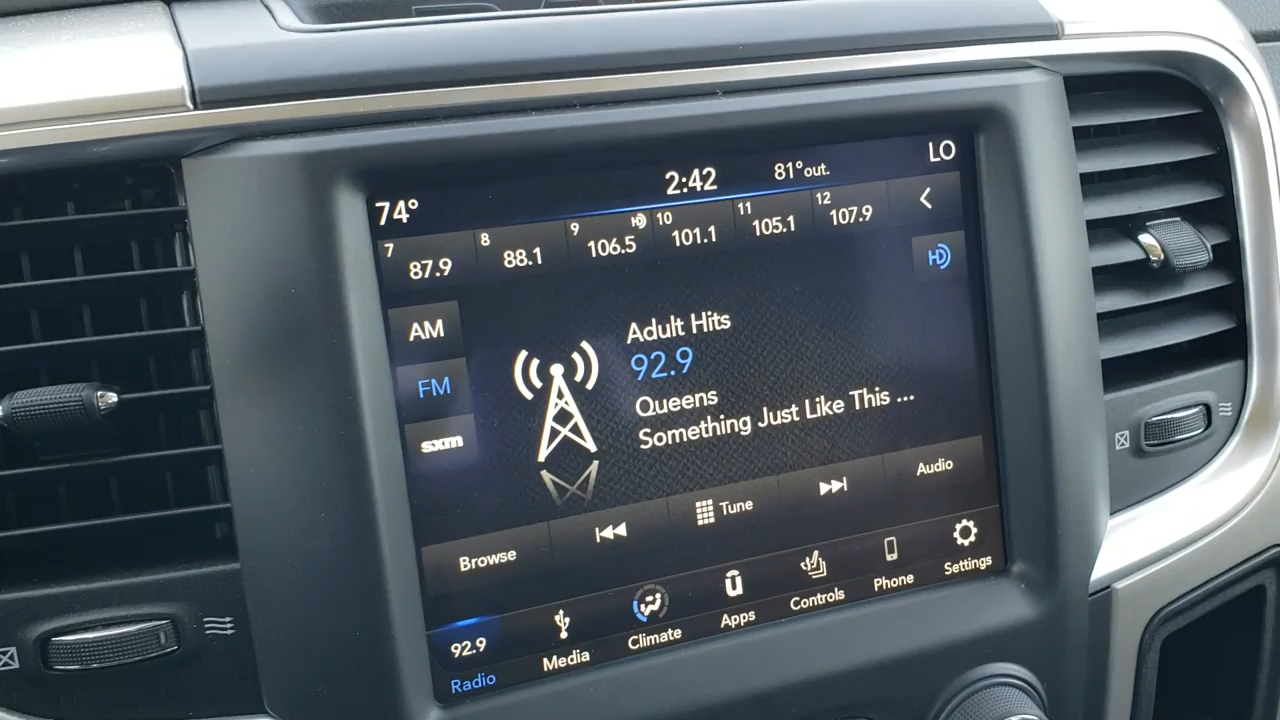 2:42 81°out. LO
74°
7 87.9 8 88.1 9 106.5 HD 10 101.1 11 105.1 12 107.9
HD
AM
FM
sxm
Adult Hits
92.9
Queens
Something Just Like This ...
Browse Tune Audio
92.9
Radio Media Climate Apps Controls Phone Settings